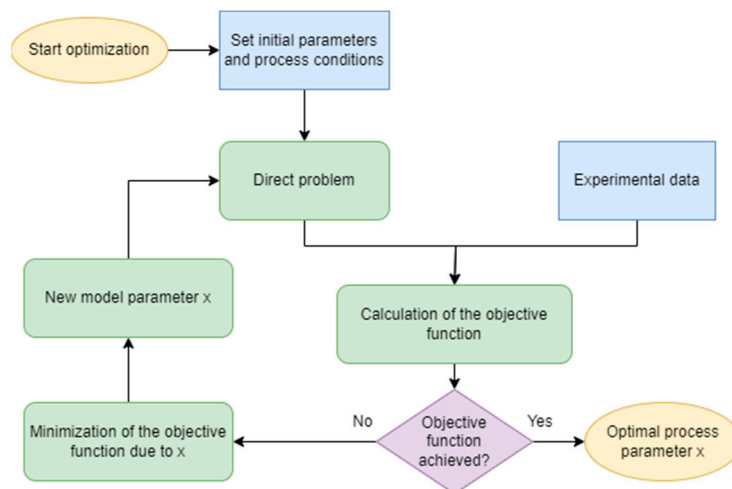 Start optimization
Set initial parameters
and process conditions
Direct problem
Experimental data
New model parameter x
Calculation of the objective
function
Minimization of the objective
function due to x
No
Objective
function
achieved?
Yes
Optimal process
parameter x